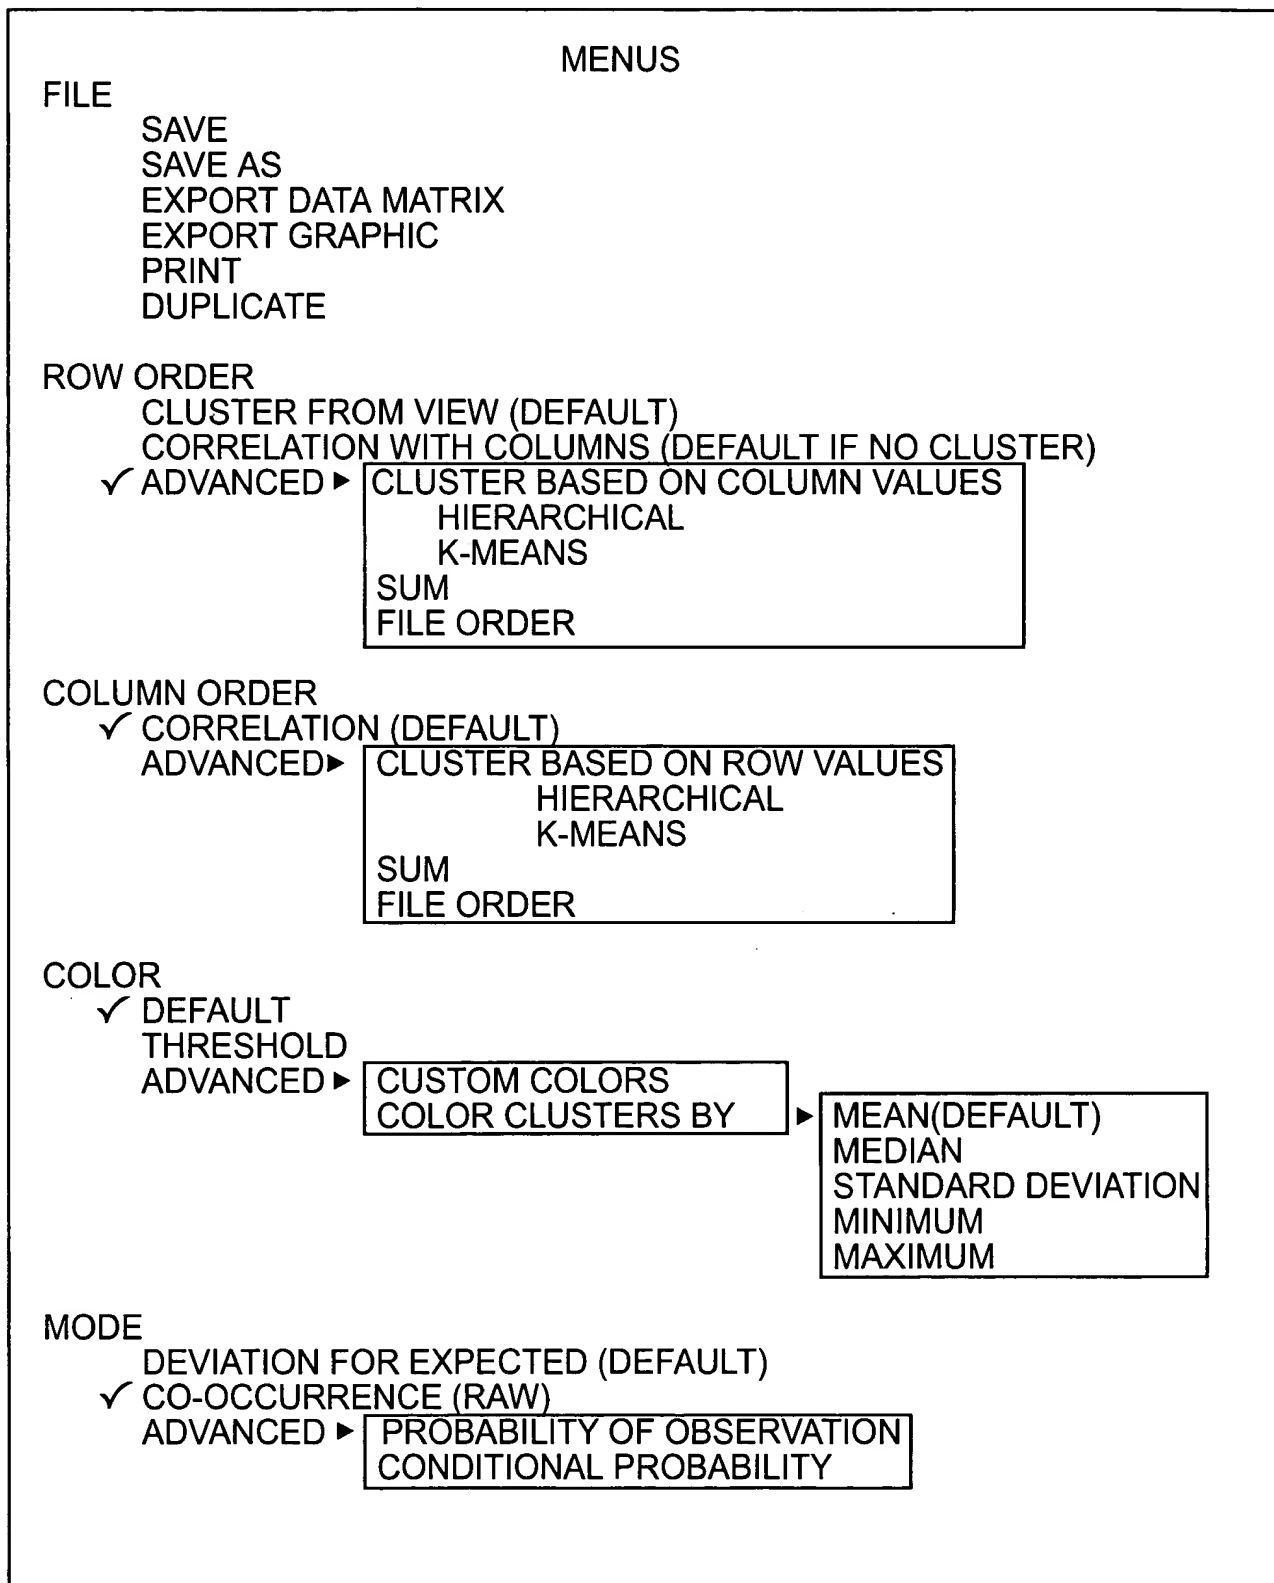 MENUS
FILE
SAVE
SAVE AS
EXPORT DATA MATRIX
EXPORT GRAPHIC
PRINT
DUPLICATE
ROW ORDER
CLUSTER FROM VIEW (DEFAULT)
CORRELATION WITH COLUMNS (DEFAULT IF NO CLUSTER)
✓ ADVANCED ▶ CLUSTER BASED ON COLUMN VALUES
HIERARCHICAL
K-MEANS
SUM
FILE ORDER
COLUMN ORDER
✓ CORRELATION (DEFAULT)
ADVANCED ▶ CLUSTER BASED ON ROW VALUES
HIERARCHICAL
K-MEANS
SUM
FILE ORDER
COLOR
✓ DEFAULT
THRESHOLD
ADVANCED ▶ CUSTOM COLORS
COLOR CLUSTERS BY ▶ MEAN(DEFAULT)
MEDIAN
STANDARD DEVIATION
MINIMUM
MAXIMUM
MODE
DEVIATION FOR EXPECTED (DEFAULT)
✓ CO-OCCURRENCE (RAW)
ADVANCED ▶ PROBABILITY OF OBSERVATION
CONDITIONAL PROBABILITY